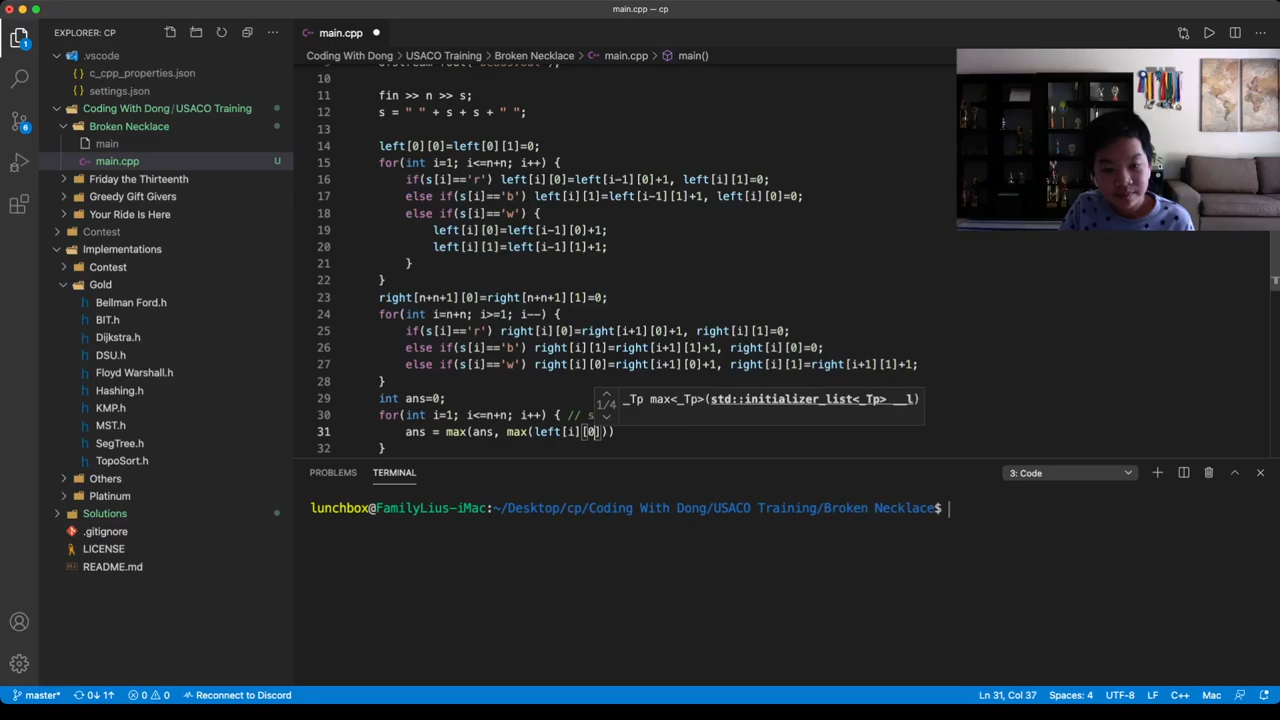 main.cpp — cp
EXPLORER: CP
main.cpp
.vscode
c_cpp_properties.json
settings.json
Coding With Dong / USACO Training
Broken Necklace
main
main.cpp U
Friday the Thirteenth
Greedy Gift Givers
Your Ride Is Here
Contest
Implementations
Contest
Gold
Bellman Ford.h
BIT.h
Dijkstra.h
DSU.h
Floyd Warshall.h
Hashing.h
KMP.h
MST.h
SegTree.h
TopoSort.h
Others
Platinum
Solutions
.gitignore
LICENSE
README.md
1
6
Coding With Dong > USACO Training > Broken Necklace > main.cpp > main()
10
11 fin >> n >> s;
12 s = " " + s + s + " ";
13
14 left[0][0]=left[0][1]=0;
15 for(int i=1; i<=n+n; i++) {
16 if(s[i]=='r') left[i][0]=left[i-1][0]+1, left[i][1]=0;
17 else if(s[i]=='b') left[i][1]=left[i-1][1]+1, left[i][0]=0;
18 else if(s[i]=='w') {
19 left[i][0]=left[i-1][0]+1;
20 left[i][1]=left[i-1][1]+1;
21 }
22 }
23 right[n+n+1][0]=right[n+n+1][1]=0;
24 for(int i=n+n; i>=1; i--) {
25 if(s[i]=='r') right[i][0]=right[i+1][0]+1, right[i][1]=0;
26 else if(s[i]=='b') right[i][1]=right[i+1][1]+1, right[i][0]=0;
27 else if(s[i]=='w') right[i][0]=right[i+1][0]+1, right[i][1]=right[i+1][1]+1;
28 }
29 int ans=0;
30 for(int i=1; i<=n+n; i++) { // s
31 ans = max(ans, max(left[i][0]))
32 }
1/4 _Tp max<_Tp>(std::initializer_list<_Tp> __l)
PROBLEMS TERMINAL 3: Code
lunchbox@FamilyLius-iMac:~/Desktop/cp/Coding With Dong/USACO Training/Broken Necklace$
master* 0↓ 1↑ 0 0 Reconnect to Discord Ln 31, Col 37 Spaces: 4 UTF-8 LF C++ Mac